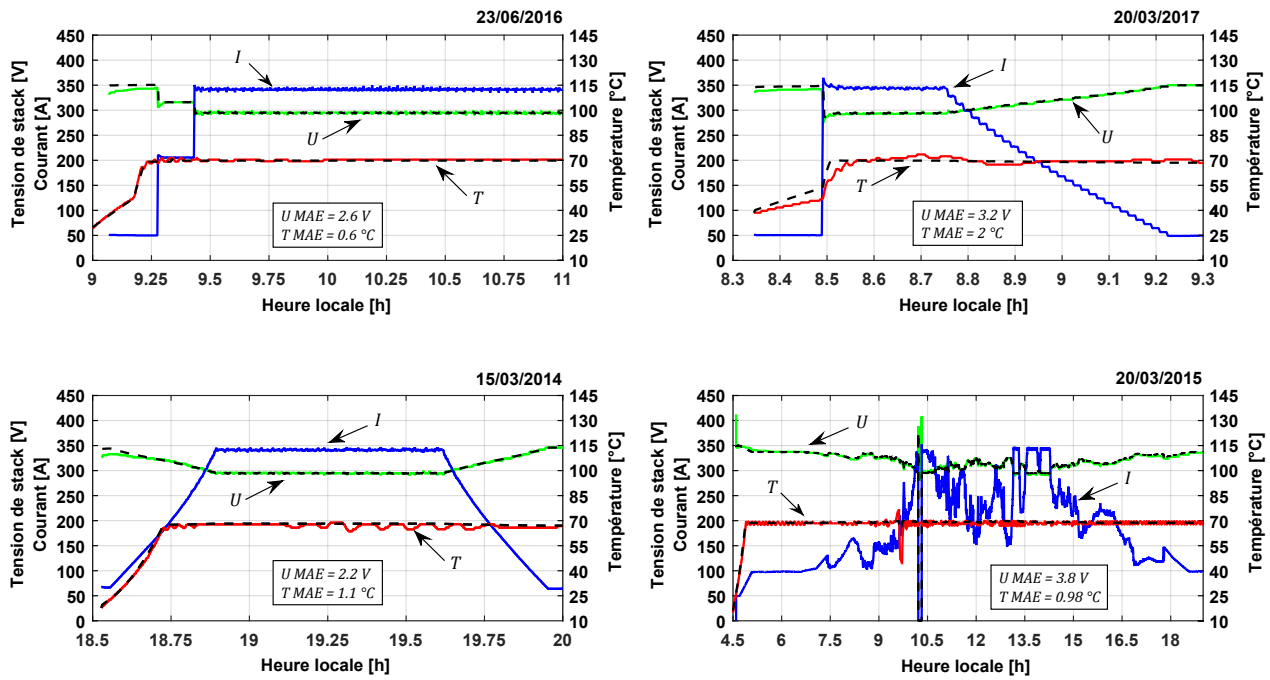 23/06/2016
Tension de stack [V]
Courant [A]
450
400
350
300
250
200
150
100
50
0
I
U
T
U MAE = 2.6 V
T MAE = 0.6 °C
145
130
115
100
85
70
55
40
25
10
Température [°C]
9 9.25 9.5 9.75 10 10.25 10.5 10.75 11
Heure locale [h]
20/03/2017
Tension de stack [V]
Courant [A]
450
400
350
300
250
200
150
100
50
0
I
U
T
U MAE = 3.2 V
T MAE = 2 °C
145
130
115
100
85
70
55
40
25
10
Température [°C]
8.3 8.4 8.5 8.6 8.7 8.8 8.9 9 9.1 9.2 9.3
Heure locale [h]
15/03/2014
Tension de stack [V]
Courant [A]
450
400
350
300
250
200
150
100
50
0
I
U
T
U MAE = 2.2 V
T MAE = 1.1 °C
145
130
115
100
85
70
55
40
25
10
Température [°C]
18.5 18.75 19 19.25 19.5 19.75 20
Heure locale [h]
20/03/2015
Tension de stack [V]
Courant [A]
450
400
350
300
250
200
150
100
50
0
U
T
I
U MAE = 3.8 V
T MAE = 0.98 °C
145
130
115
100
85
70
55
40
25
10
Température [°C]
4.5 6 7.5 9 10.5 12 13.5 15 16.5 18
Heure locale [h]